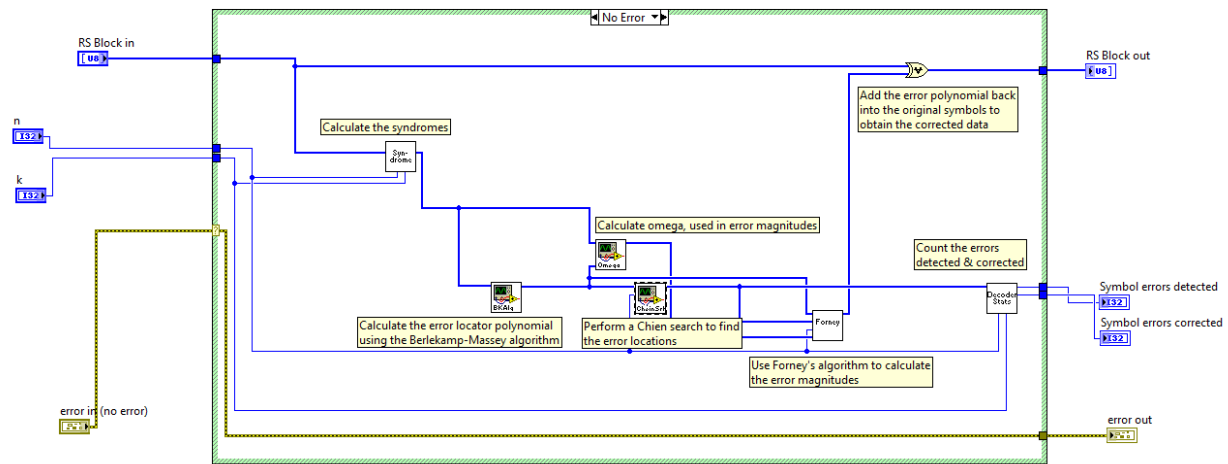 No Error
RS Block in
U8
RS Block out
U8
Add the error polynomial back
into the original symbols to
obtain the corrected data
n
I32
Calculate the syndromes
Syn-
drome
k
I32
Calculate omega, used in error magnitudes
Omega
Count the errors
detected & corrected
BKAlg
Decoder
Stats
Symbol errors detected
I32
Calculate the error locator polynomial
using the Berlekamp-Massey algorithm
Perform a Chien search to find
the error locations
Forney
Symbol errors corrected
I32
Use Forney's algorithm to calculate
the error magnitudes
error in (no error)
error out
?